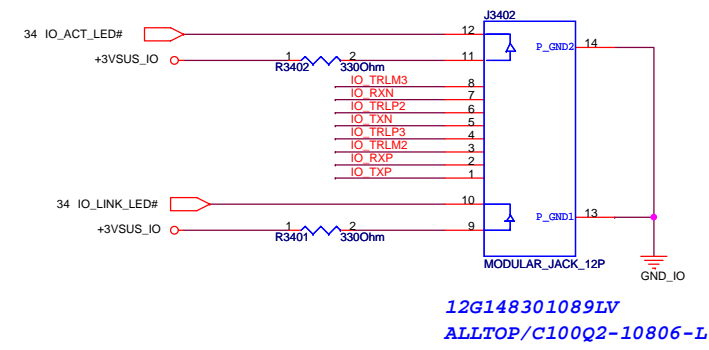 J3402
34 IO_ACT_LED#
12
P_GND2
14
+3VSUS_IO
1
2
11
R3402
330Ohm
IO_TRLM3
8
IO_RXN
7
IO_TRLP2
6
IO_TXN
5
IO_TRLP3
4
IO_TRLM2
3
IO_RXP
2
IO_TXP
1
34 IO_LINK_LED#
10
P_GND1
13
+3VSUS_IO
1
2
9
R3401
330Ohm
MODULAR_JACK_12P
GND_IO
12G148301089LV
ALLTOP/C100Q2-10806-L